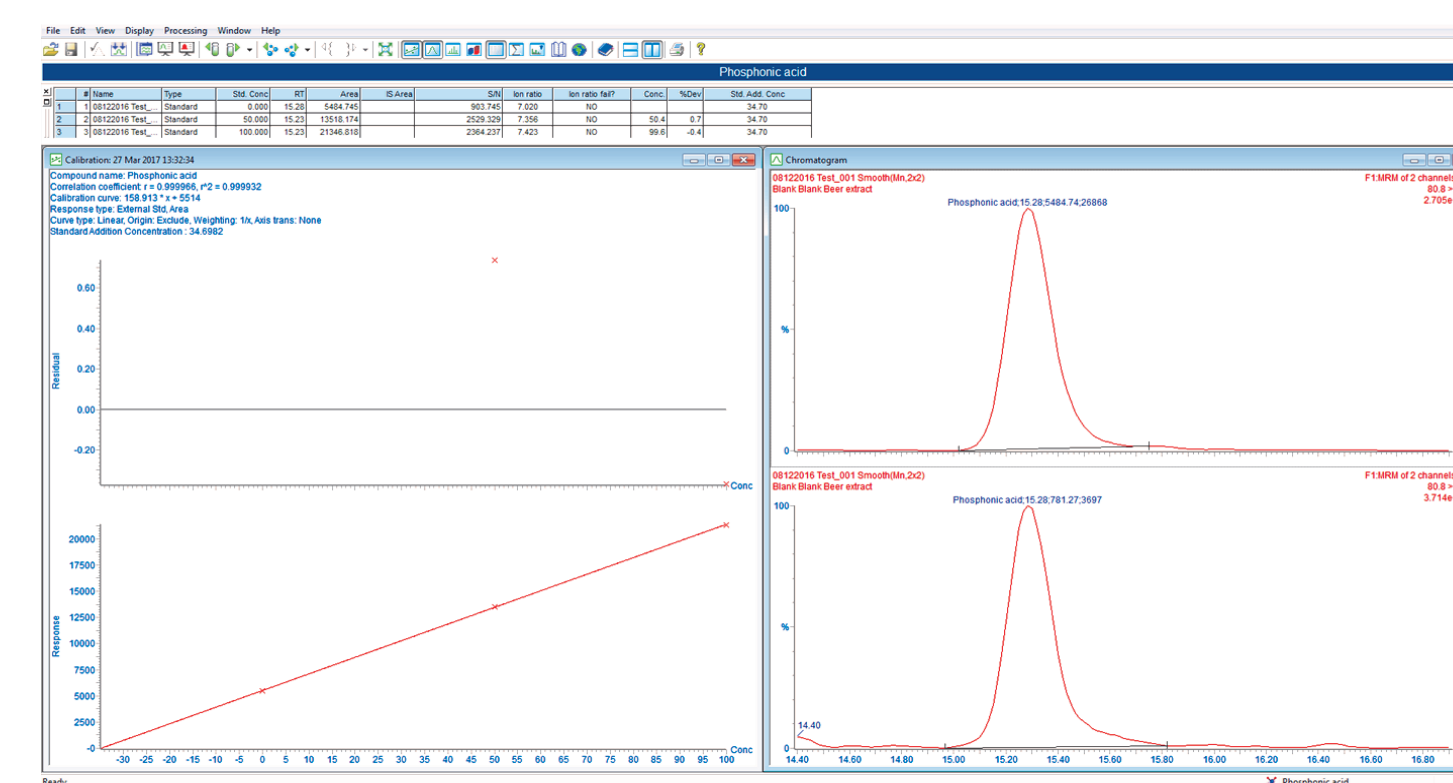 File Edit View Display Processing Window Help
Phosphonic acid
# Name Type Std. Conc RT Area IS Area S/N Ion ratio Ion ratio fail? Conc. %Dev Std. Add. Conc
1 1 08122016 Test_... Standard 0.000 15.28 5484.745 903.745 7.020 NO 34.70
2 2 08122016 Test_... Standard 50.000 15.23 13518.174 2529.329 7.356 NO 50.4 0.7 34.70
3 3 08122016 Test_... Standard 100.000 15.23 21346.818 2364.237 7.423 NO 99.6 -0.4 34.70
Calibration: 27 Mar 2017 13:32:34
Compound name: Phosphonic acid
Correlation coefficient: r = 0.999966, r^2 = 0.999932
Calibration curve: 158.913 * x + 5514
Response type: External Std, Area
Curve type: Linear, Origin: Exclude, Weighting: 1/x, Axis trans: None
Standard Addition Concentration : 34.6982
0.60
0.40
0.20
0.00
-0.20
Residual
Conc
20000
17500
15000
12500
10000
7500
5000
2500
-0
Response
Conc
-30 -25 -20 -15 -10 -5 0 5 10 15 20 25 30 35 40 45 50 55 60 65 70 75 80 85 90 95 100
Chromatogram
08122016 Test_001 Smooth(Mn,2x2)
Blank Blank Beer extract
F1:MRM of 2 channels
80.8 >
2.705e
Phosphonic acid;15.28;5484.74;26868
100
%
0
08122016 Test_001 Smooth(Mn,2x2)
Blank Blank Beer extract
F1:MRM of 2 channels
80.8 >
3.714e
Phosphonic acid;15.28;781.27;3697
100
%
14.40
0
14.40 14.60 14.80 15.00 15.20 15.40 15.60 15.80 16.00 16.20 16.40 16.60 16.80
Ready
Phosphonic acid